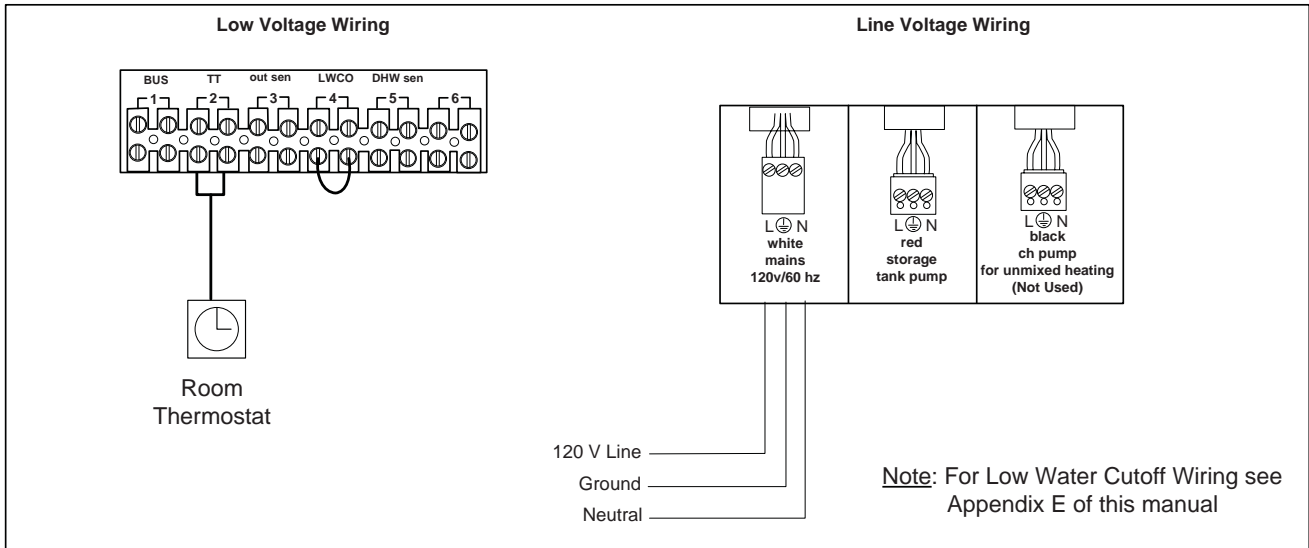 Low Voltage Wiring
BUS TT out sen LWCO DHW sen
1 2 3 4 5 6
Room
Thermostat
Line Voltage Wiring
L N
white
mains
120v/60 hz
L N
red
storage
tank pump
L N
black
ch pump
for unmixed heating
(Not Used)
120 V Line
Ground
Neutral
Note: For Low Water Cutoff Wiring see
Appendix E of this manual